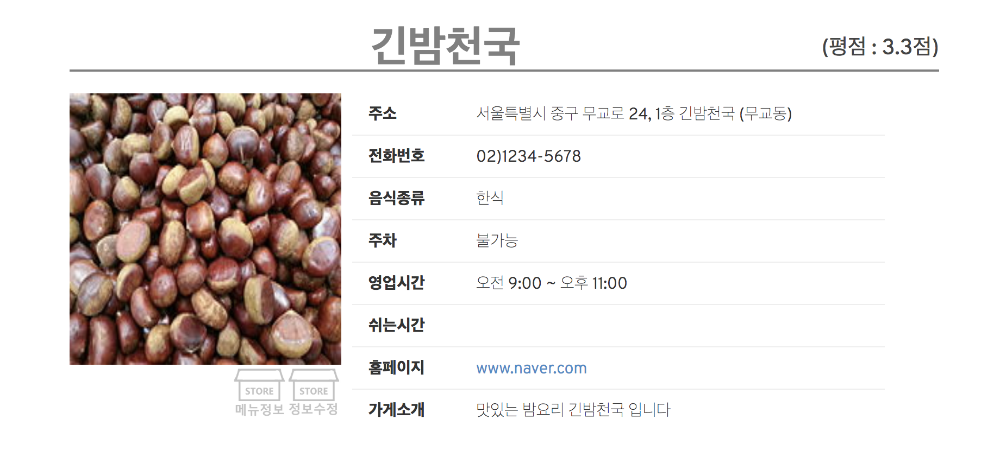 긴밤천국
(평점 : 3.3점)
주소 서울특별시 중구 무교로 24, 1층 긴밤천국 (무교동)
전화번호 02)1234-5678
음식종류 한식
주차 불가능
영업시간 오전 9:00 ~ 오후 11:00
쉬는시간
홈페이지 www.naver.com
가게소개 맛있는 밤요리 긴밤천국 입니다
STORE STORE
메뉴정보 정보수정